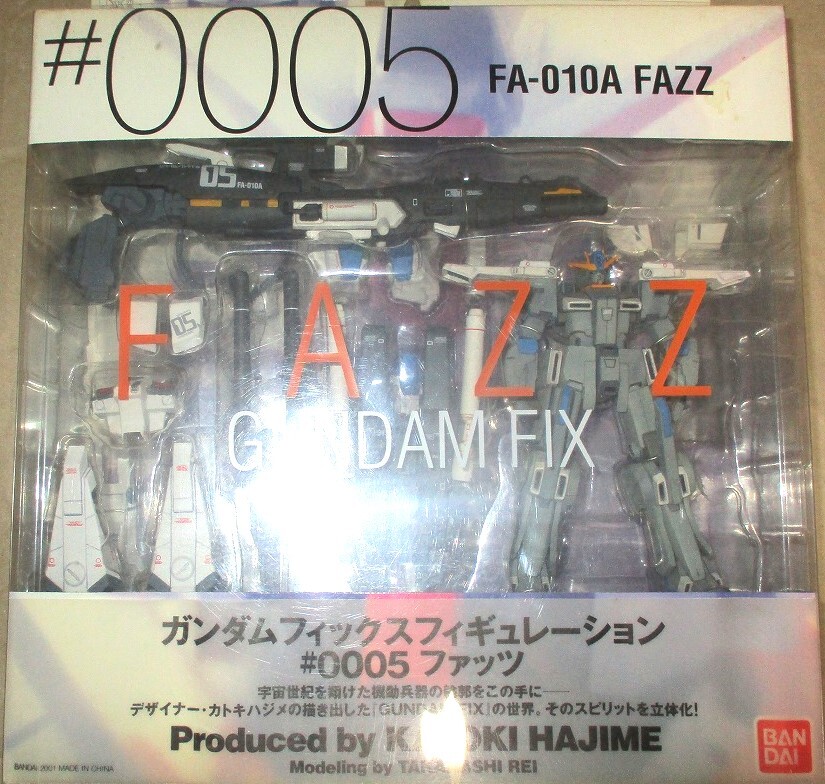 #0005
FA-010A FAZZ
05 FA-010A
05
FAZZ
GUNDAM FIX
ガンダムフィックスフィギュレーション
#0005 ファッツ
宇宙世紀を翔けた機動兵器の輪郭をこの手に――
デザイナー・カトキハジメの描き出した「GUNDAM FIX」の世界。そのスピリットを立体化!
Produced by KATOKI HAJIME
Modeling by TAKAHASHI REI
BANDAI 2001 MADE IN CHINA
BAN
DAI